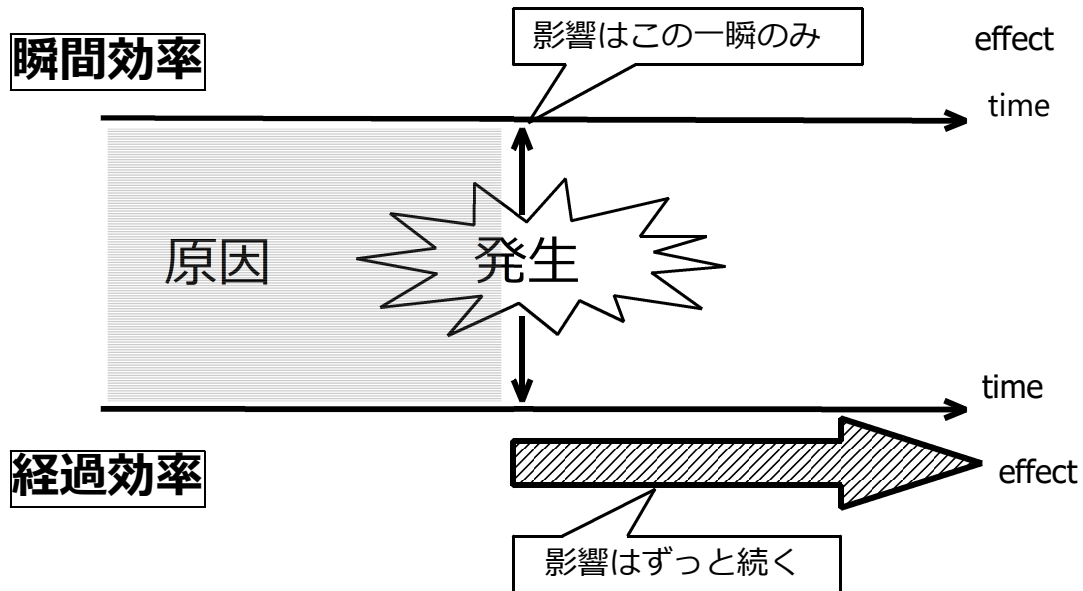 影響はこの一瞬のみ
effect
瞬間効率
time
原因
発生
time
経過効率
effect
影響はずっと続く